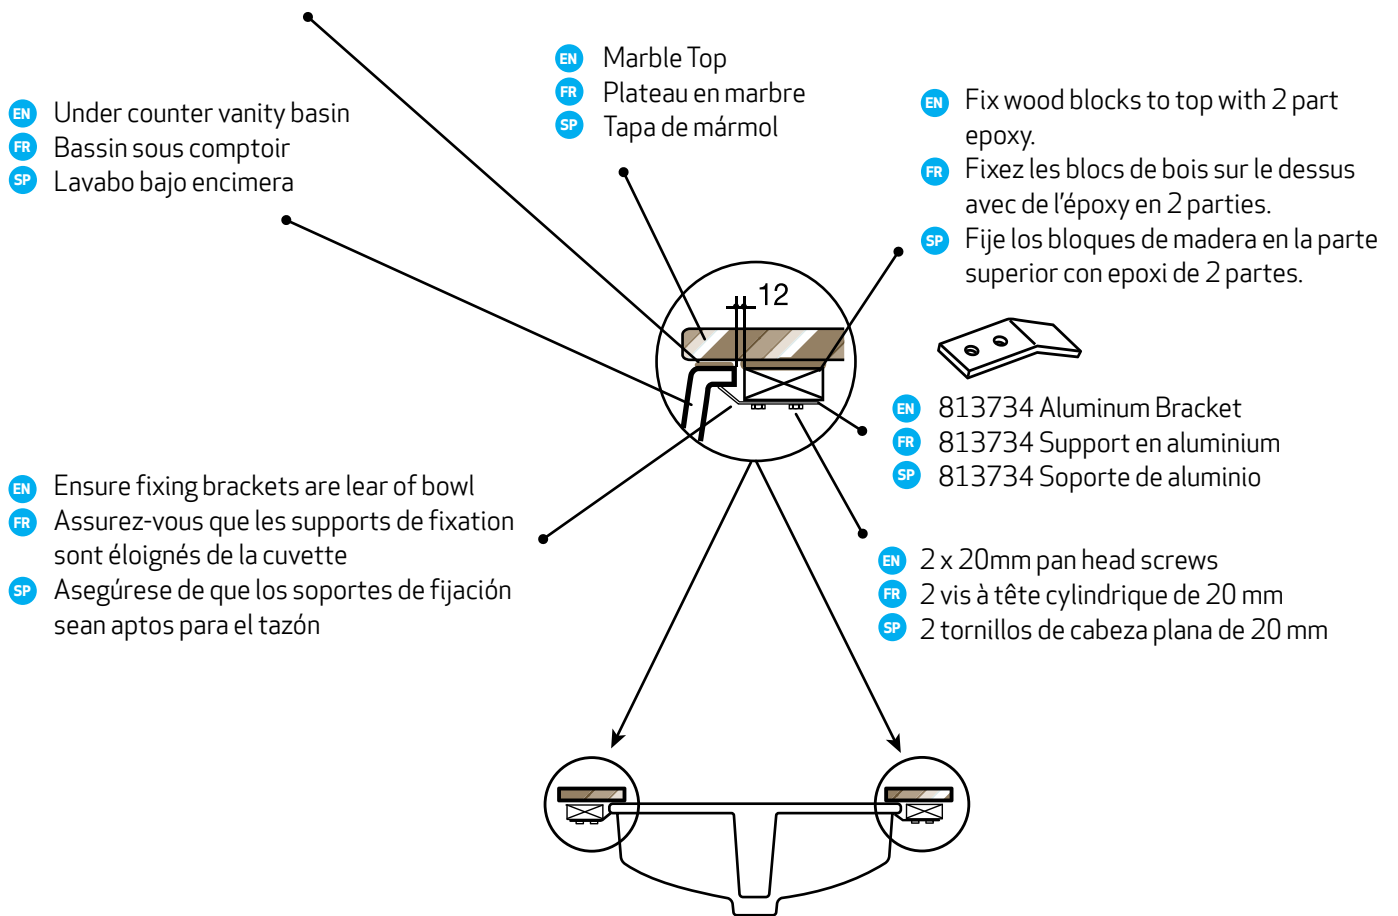 EN Marble Top
FR Plateau en marbre
SP Tapa de mármol
EN Under counter vanity basin
FR Bassin sous comptoir
SP Lavabo bajo encimera
EN Fix wood blocks to top with 2 part
epoxy.
FR Fixez les blocs de bois sur le dessus
avec de l'époxy en 2 parties.
SP Fije los bloques de madera en la parte
superior con epoxi de 2 partes.
12
EN 813734 Aluminum Bracket
FR 813734 Support en aluminium
SP 813734 Soporte de aluminio
EN Ensure fixing brackets are lear of bowl
FR Assurez-vous que les supports de fixation
sont éloignés de la cuvette
SP Asegúrese de que los soportes de fijación
sean aptos para el tazón
EN 2 x 20mm pan head screws
FR 2 vis à tête cylindrique de 20 mm
SP 2 tornillos de cabeza plana de 20 mm